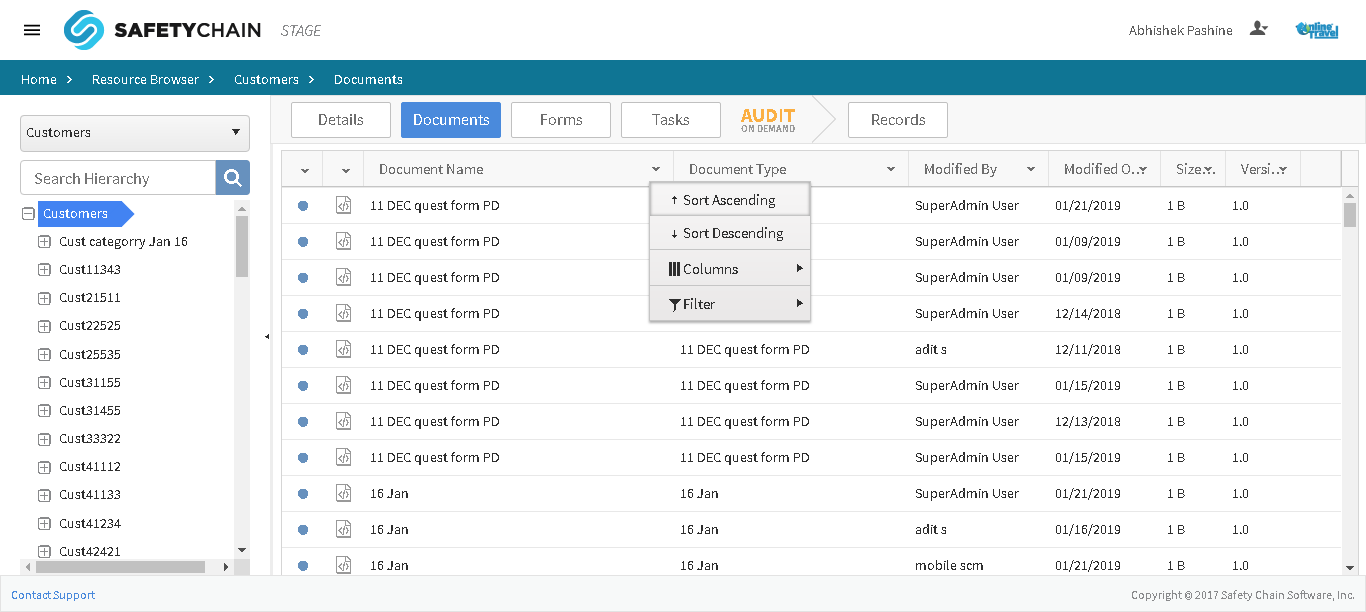 SAFETYCHAIN STAGE Abhishek Pashine Online Travel
Home Resource Browser Customers Documents
Customers
Search Hierarchy
Customers
Cust categorry Jan 16
Cust11343
Cust21511
Cust22525
Cust25535
Cust31155
Cust31455
Cust33322
Cust41112
Cust41133
Cust41234
Cust42421
Details Documents Forms Tasks AUDIT ON DEMAND Records
Document Name Document Type Modified By Modified O... Size... Versi...
11 DEC quest form PD SuperAdmin User 01/21/2019 1 B 1.0
11 DEC quest form PD SuperAdmin User 01/09/2019 1 B 1.0
11 DEC quest form PD SuperAdmin User 01/09/2019 1 B 1.0
11 DEC quest form PD SuperAdmin User 12/14/2018 1 B 1.0
11 DEC quest form PD 11 DEC quest form PD adit s 12/11/2018 1 B 1.0
11 DEC quest form PD 11 DEC quest form PD SuperAdmin User 01/15/2019 1 B 1.0
11 DEC quest form PD 11 DEC quest form PD SuperAdmin User 12/13/2018 1 B 1.0
11 DEC quest form PD 11 DEC quest form PD SuperAdmin User 01/15/2019 1 B 1.0
16 Jan 16 Jan SuperAdmin User 01/21/2019 1 B 1.0
16 Jan 16 Jan adit s 01/16/2019 1 B 1.0
16 Jan 16 Jan mobile scm 01/21/2019 1 B 1.0
Sort Ascending
Sort Descending
Columns
Filter
Contact Support Copyright © 2017 Safety Chain Software, Inc.